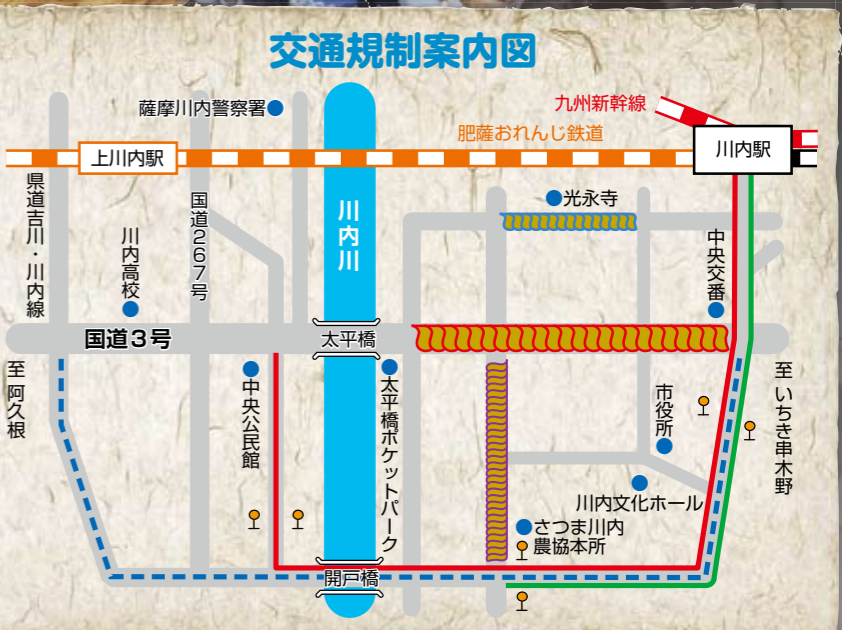 交通規制案内図
薩摩川内警察署
九州新幹線
肥薩おれんじ鉄道
上川内駅
川内駅
県道吉川・川内線
川内高校
国道267号
川内川
光永寺
中央交番
国道3号
太平橋
至 阿久根
中央公民館
太平橋ポケットパーク
市役所
至 いちき串木野
川内文化ホール
さつま川内
農協本所
開戸橋